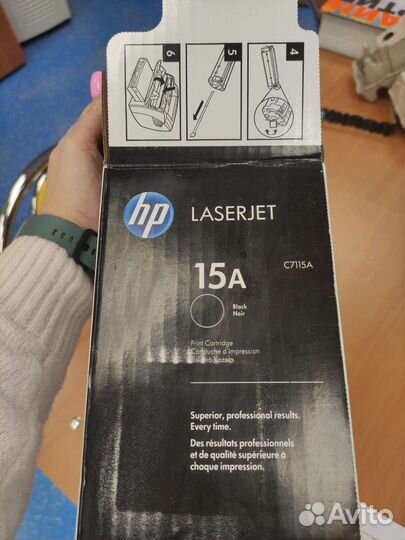 6
5
4
hp
LASERJET
15A
C7115A
Black
Noir
Print Cartridge
Cartouche d'impression
Superior, professional results.
Every time.
Des résultats professionnels
et de qualité supérieure à
chaque impression.
Avito